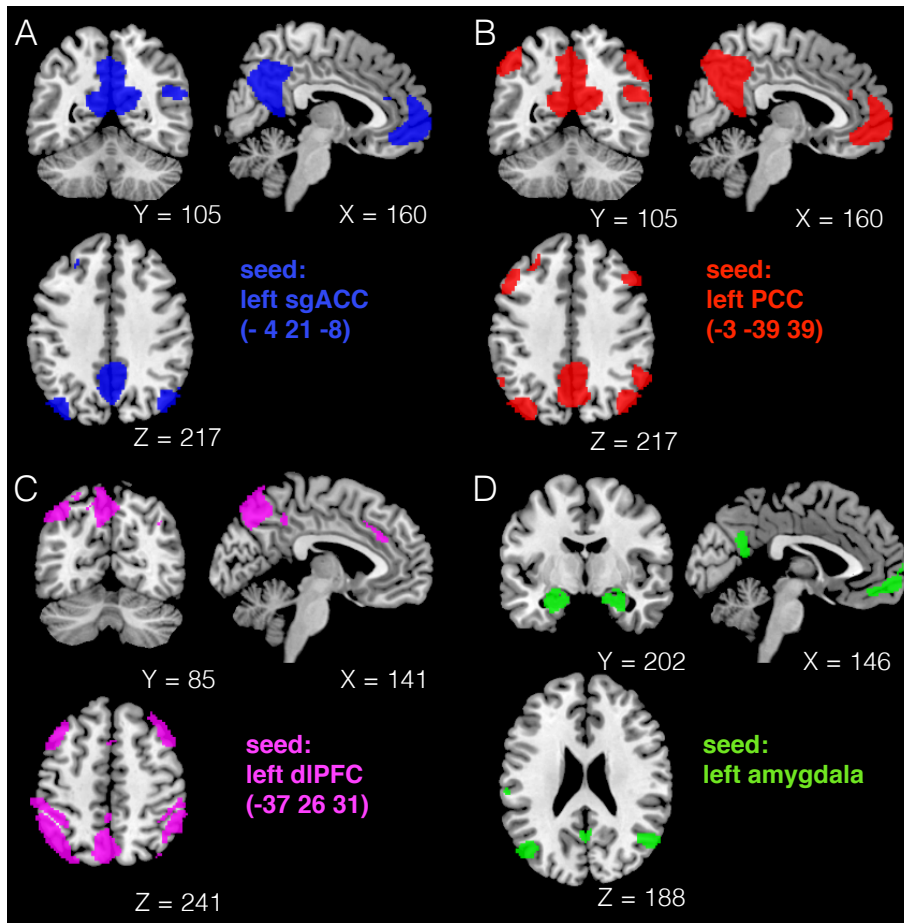 A
Y = 105
X = 160
seed:
left sgACC
(- 4 21 -8)
Z = 217
B
Y = 105
X = 160
seed:
left PCC
(-3 -39 39)
Z = 217
C
Y = 85
X = 141
seed:
left dlPFC
(-37 26 31)
Z = 241
D
Y = 202
X = 146
seed:
left amygdala
Z = 188